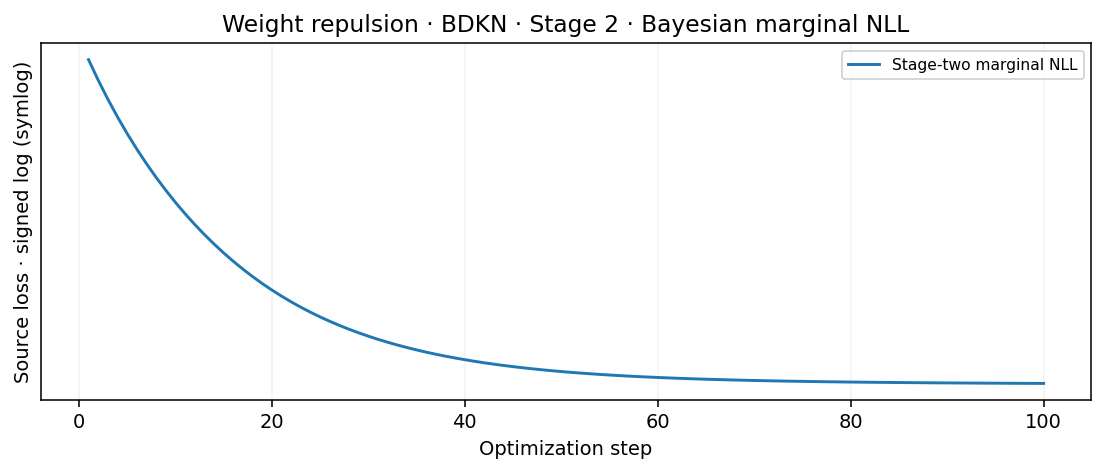 Weight repulsion · BDKN · Stage 2 · Bayesian marginal NLL
Stage-two marginal NLL
Source loss · signed log (symlog)
0 20 40 60 80 100
Optimization step